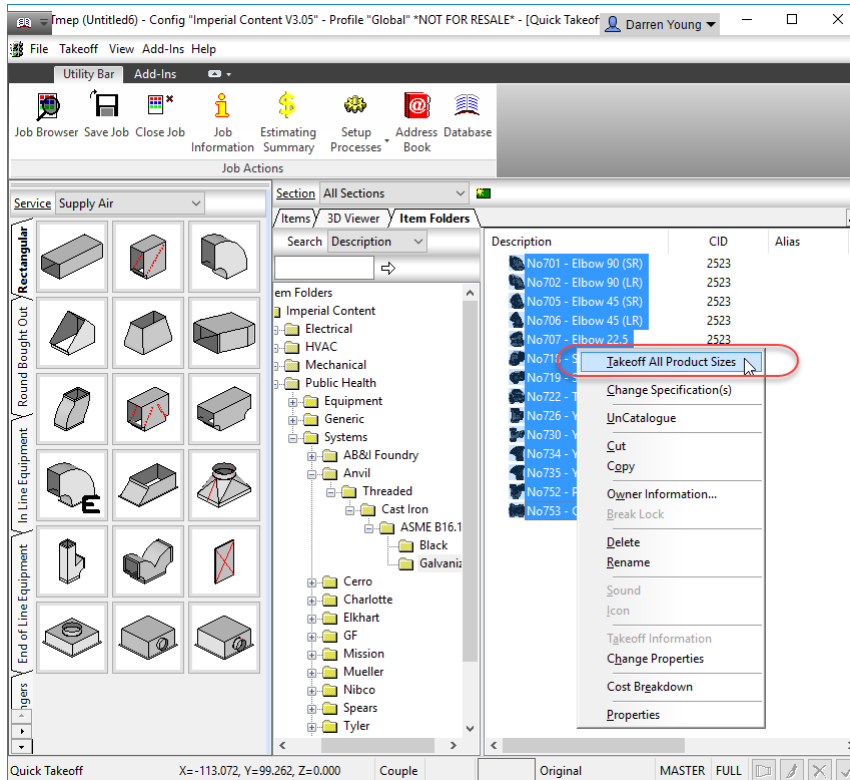 Tmep (Untitled6) - Config "Imperial Content V3.05" - Profile "Global" *NOT FOR RESALE* - [Quick Takeof
Darren Young
File Takeoff View Add-Ins Help
Utility Bar Add-Ins
Job Browser Save Job Close Job Job Information Estimating Summary Setup Processes Address Book Database
Job Actions
Service Supply Air
Rectangular
Round Bought Out
In Line Equipment
End of Line Equipment
ngers
E
Section All Sections
Items 3D Viewer Item Folders
Search Description
em Folders
Imperial Content
Electrical
HVAC
Mechanical
Public Health
Equipment
Generic
Systems
AB&I Foundry
Anvil
Threaded
Cast Iron
ASME B16.1
Black
Galvaniz
Cerro
Charlotte
Elkhart
GF
Mission
Mueller
Nibco
Spears
Tyler
Description CID Alias
No701 - Elbow 90 (SR) 2523
No702 - Elbow 90 (LR) 2523
No705 - Elbow 45 (SR) 2523
No706 - Elbow 45 (LR) 2523
No707 - Elbow 22.5 2523
No718 - S
No719 - S
No722 - T
No726 - Y
No730 - Y
No734 - Y
No735 - Y
No752 - P
No753 - C
Takeoff All Product Sizes
Change Specification(s)
UnCatalogue
Cut
Copy
Owner Information...
Break Lock
Delete
Rename
Sound
Icon
Takeoff Information
Change Properties
Cost Breakdown
Properties
Quick Takeoff X=-113.072, Y=99.262, Z=0.000 Couple Original MASTER FULL